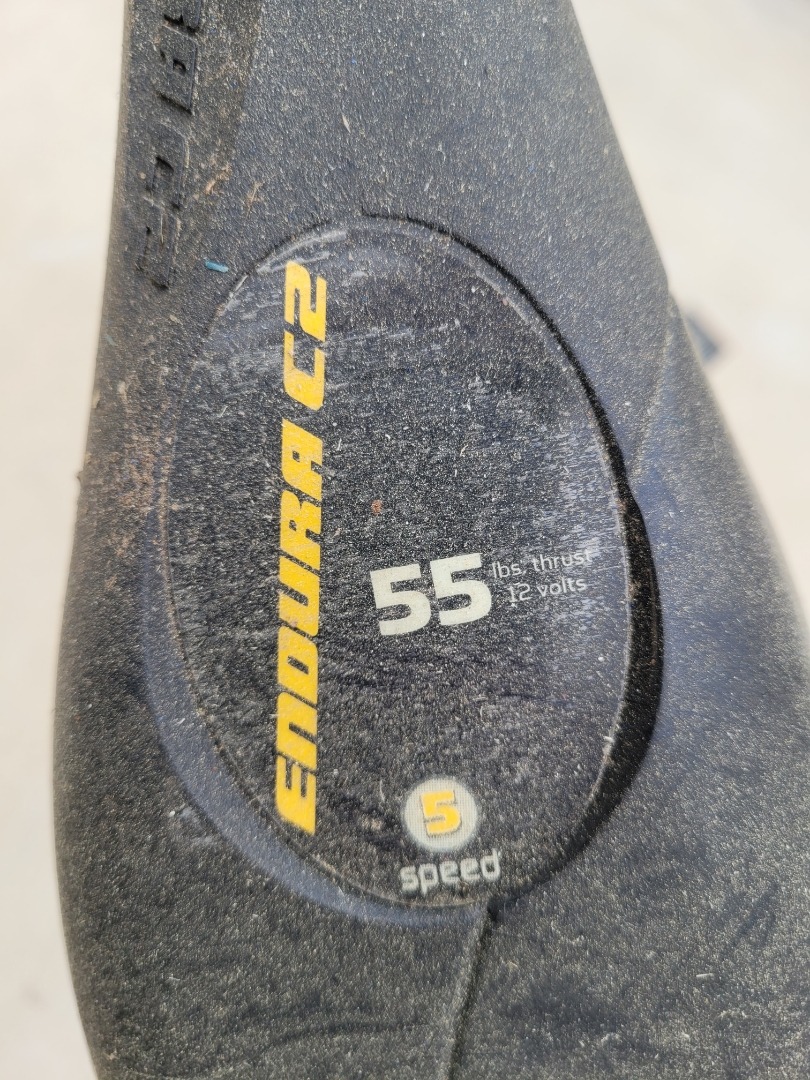 ENDURA C2
55
lbs. thrust
12 volts
5
speed